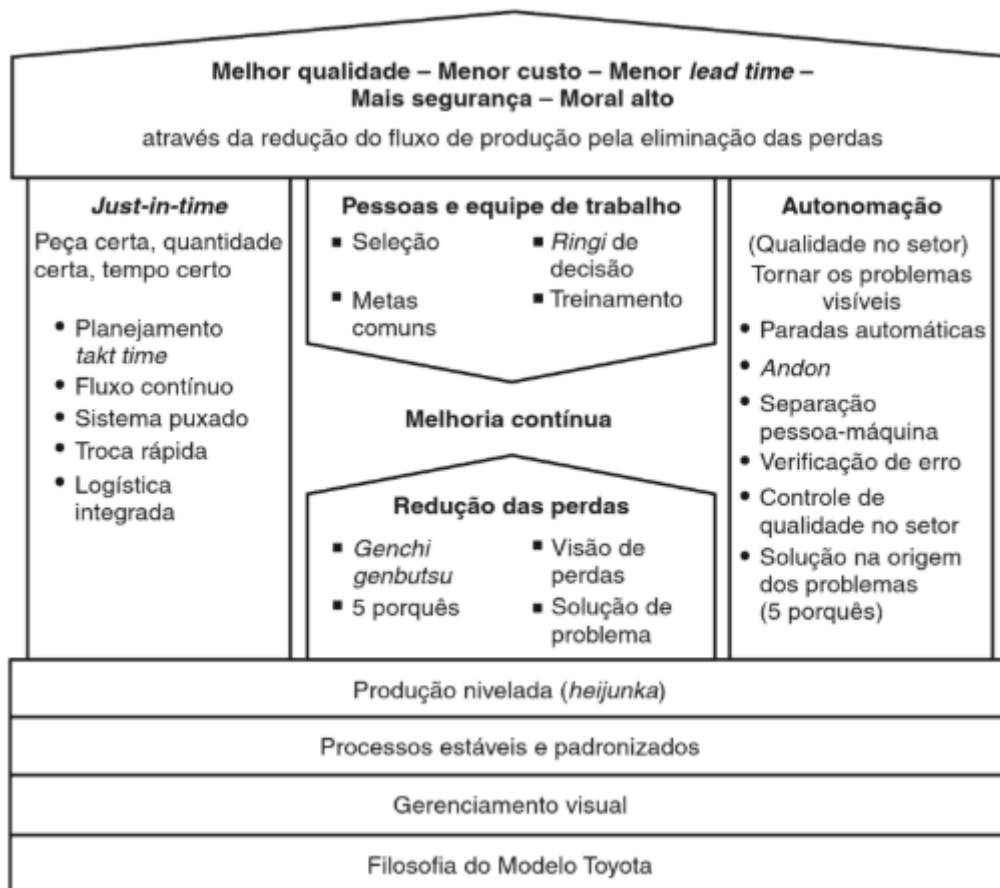 Melhor qualidade – Menor custo – Menor lead time –
Mais segurança – Moral alto
através da redução do fluxo de produção pela eliminação das perdas
Just-in-time
Peça certa, quantidade
certa, tempo certo
• Planejamento
takt time
• Fluxo contínuo
• Sistema puxado
• Troca rápida
• Logística
integrada
Pessoas e equipe de trabalho
■ Seleção
■ Ringi de
decisão
■ Metas
comuns
■ Treinamento
Melhoria contínua
Redução das perdas
■ Genchi
genbutsu
■ Visão de
perdas
■ 5 porquês
■ Solução de
problema
Autonomação
(Qualidade no setor)
Tornar os problemas
visíveis
• Paradas automáticas
• Andon
• Separação
pessoa-máquina
• Verificação de erro
• Controle de
qualidade no setor
• Solução na origem
dos problemas
(5 porquês)
Produção nivelada (heijunka)
Processos estáveis e padronizados
Gerenciamento visual
Filosofia do Modelo Toyota